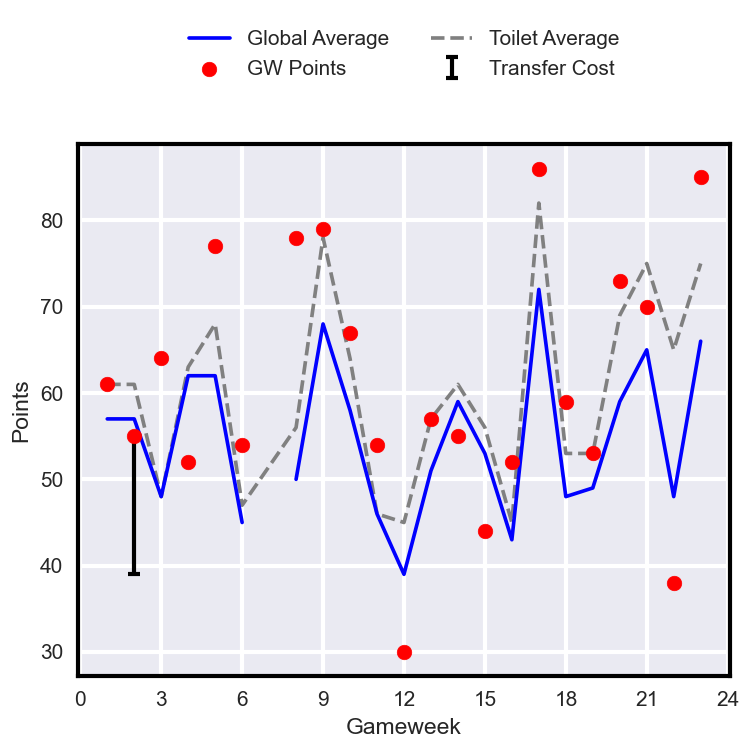 Global Average
Toilet Average
GW Points
Transfer Cost
80
70
60
50
40
30
Points
0 3 6 9 12 15 18 21 24
Gameweek